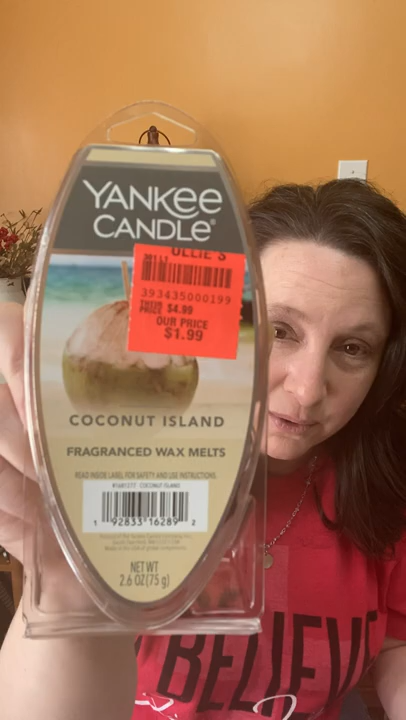 YANKEE
CANDLE®
OLLIE'S
393435000199
THEIR
PRICE $4.99
OUR PRICE
$1.99
COCONUT ISLAND
FRAGRANCED WAX MELTS
READ INSIDE LABEL FOR SAFETY AND USE INSTRUCTIONS.
COCONUT ISLAND
1 92833 16289 2
NET WT
2.6 OZ (75 g)
BELIEVE